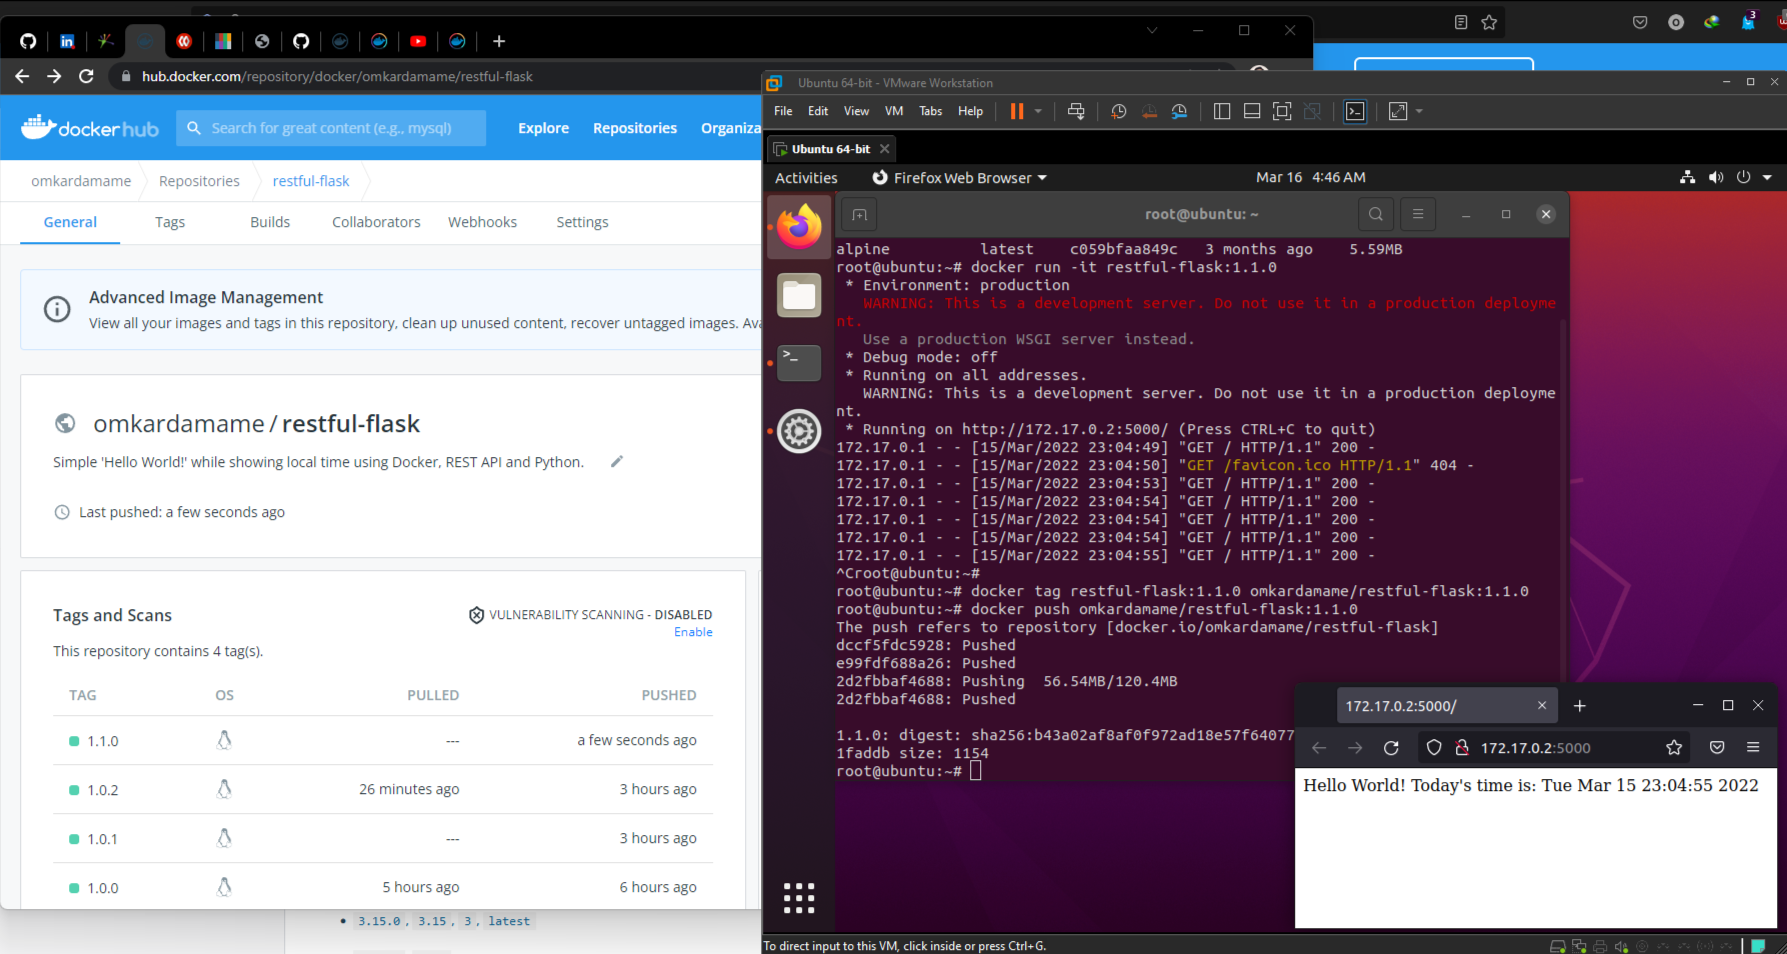 hub.docker.com/repository/docker/omkardamame/restful-flask
docker hub
Search for great content (e.g., mysql)
Explore
Repositories
Organiza
omkardamame
Repositories
restful-flask
General
Tags
Builds
Collaborators
Webhooks
Settings
Advanced Image Management
View all your images and tags in this repository, clean up unused content, recover untagged images. Ava
omkardamame / restful-flask
Simple 'Hello World!' while showing local time using Docker, REST API and Python.
Last pushed: a few seconds ago
Tags and Scans
VULNERABILITY SCANNING - DISABLED
Enable
This repository contains 4 tag(s).
TAG OS PULLED PUSHED
1.1.0 --- a few seconds ago
1.0.2 26 minutes ago 3 hours ago
1.0.1 --- 3 hours ago
1.0.0 5 hours ago 6 hours ago
3.15.0, 3.15, 3, latest
3
Ubuntu 64-bit - VMware Workstation
File Edit View VM Tabs Help
Ubuntu 64-bit
Activities
Firefox Web Browser
Mar 16 4:46 AM
root@ubuntu: ~
alpine latest c059bfaa849c 3 months ago 5.59MB
root@ubuntu:~# docker run -it restful-flask:1.1.0
* Environment: production
WARNING: This is a development server. Do not use it in a production deployme
nt.
Use a production WSGI server instead.
* Debug mode: off
* Running on all addresses.
WARNING: This is a development server. Do not use it in a production deployme
nt.
* Running on http://172.17.0.2:5000/ (Press CTRL+C to quit)
172.17.0.1 - - [15/Mar/2022 23:04:49] "GET / HTTP/1.1" 200 -
172.17.0.1 - - [15/Mar/2022 23:04:50] "GET /favicon.ico HTTP/1.1" 404 -
172.17.0.1 - - [15/Mar/2022 23:04:53] "GET / HTTP/1.1" 200 -
172.17.0.1 - - [15/Mar/2022 23:04:54] "GET / HTTP/1.1" 200 -
172.17.0.1 - - [15/Mar/2022 23:04:54] "GET / HTTP/1.1" 200 -
172.17.0.1 - - [15/Mar/2022 23:04:54] "GET / HTTP/1.1" 200 -
172.17.0.1 - - [15/Mar/2022 23:04:55] "GET / HTTP/1.1" 200 -
^Croot@ubuntu:~#
root@ubuntu:~# docker tag restful-flask:1.1.0 omkardamame/restful-flask:1.1.0
root@ubuntu:~# docker push omkardamame/restful-flask:1.1.0
The push refers to repository [docker.io/omkardamame/restful-flask]
dccf5fdc5928: Pushed
e99fdf688a26: Pushed
2d2fbbaf4688: Pushing 56.54MB/120.4MB
2d2fbbaf4688: Pushed
1.1.0: digest: sha256:b43a02af8af0f972ad18e57f64077
1faddb size: 1154
root@ubuntu:~#
172.17.0.2:5000/
172.17.0.2:5000
Hello World! Today's time is: Tue Mar 15 23:04:55 2022
To direct input to this VM, click inside or press Ctrl+G.